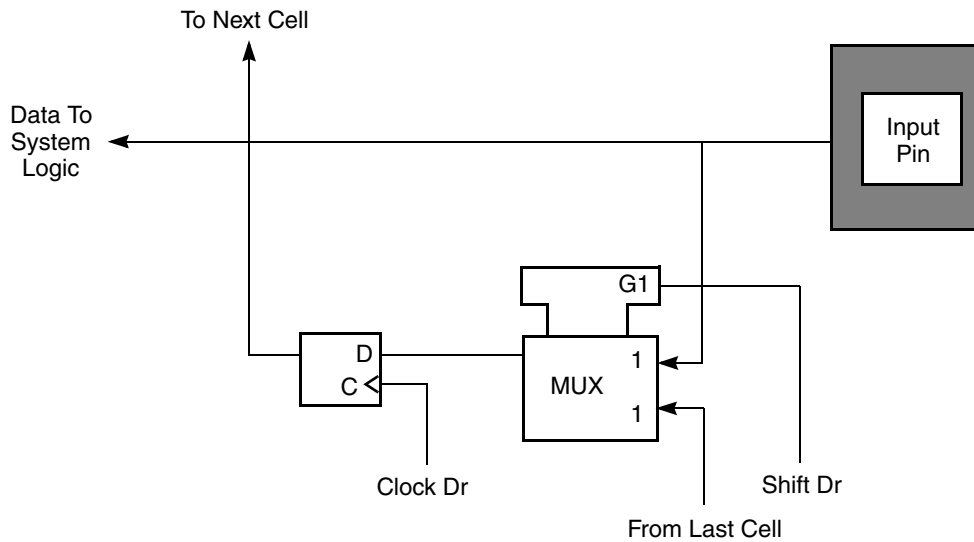 To Next Cell
Data To
System
Logic
Input
Pin
G1
D
C
MUX
1
1
Clock Dr
Shift Dr
From Last Cell